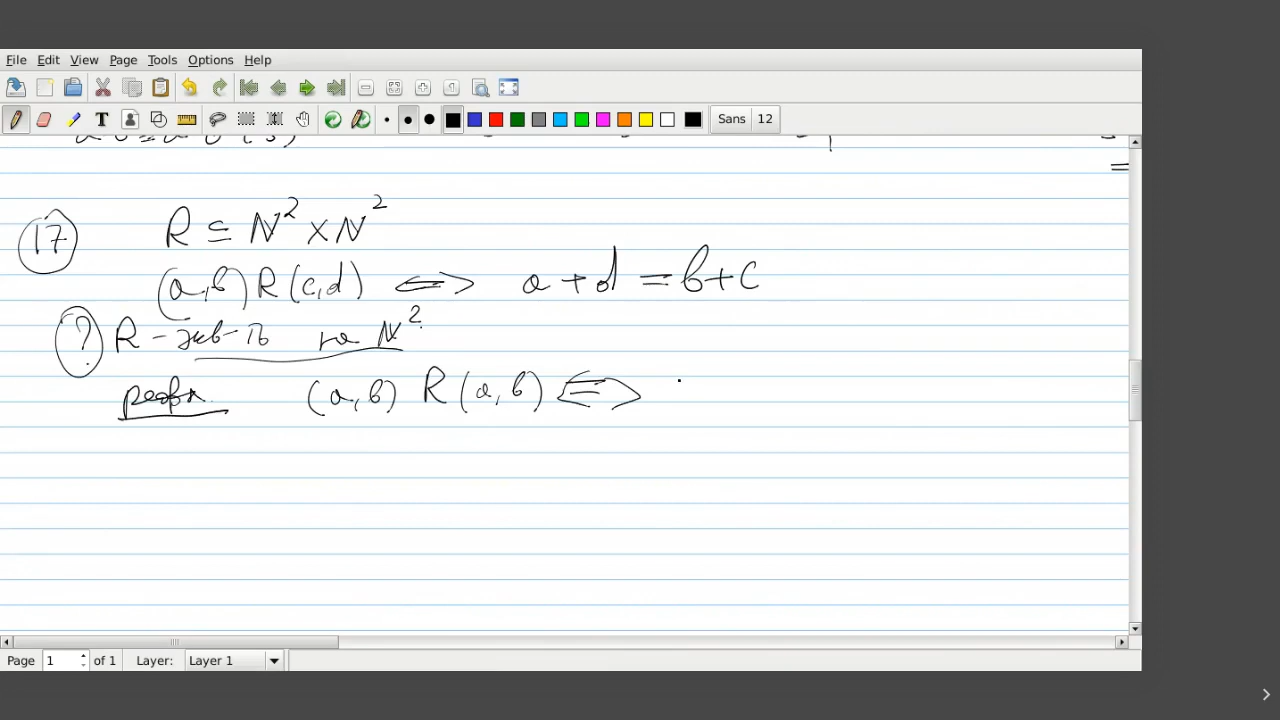 File Edit View Page Tools Options Help
Sans 12
=
17 R ⊆ N² × N²
(a,b) R (c,d) ⟺ a + d = b + c
? R - экв-ть на N²
рефл. (a,b) R (a,b) ⟺
Page 1 of 1 Layer: Layer 1